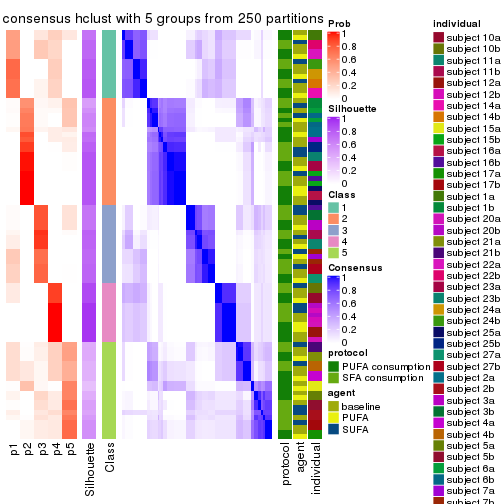 consensus hclust with 5 groups from 250 partitions
Prob
1
0.8
0.6
0.4
0.2
0
Silhouette
1
0.8
0.6
0.4
0.2
0
Class
1
2
3
4
5
Consensus
1
0.8
0.6
0.4
0.2
0
protocol
PUFA consumption
SFA consumption
agent
baseline
PUFA
SUFA
individual
subject 10a
subject 10b
subject 11a
subject 11b
subject 12a
subject 12b
subject 14a
subject 14b
subject 15a
subject 15b
subject 16a
subject 16b
subject 17a
subject 17b
subject 1a
subject 1b
subject 20a
subject 20b
subject 21a
subject 21b
subject 22a
subject 22b
subject 23a
subject 23b
subject 24a
subject 24b
subject 25a
subject 25b
subject 27a
subject 27b
subject 2a
subject 2b
subject 3a
subject 3b
subject 4a
subject 4b
subject 5a
subject 5b
subject 6a
subject 6b
subject 7a
subject 7b
p1
p2
p3
p4
p5
Silhouette
Class
protocol
agent
individual